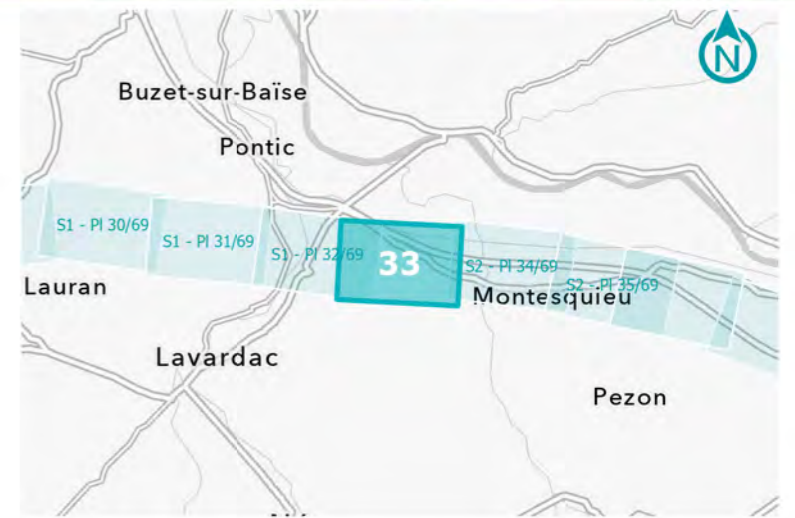 N
Buzet-sur-Baïse
Pontic
S1 - Pl 30/69
S1 - Pl 31/69
S1 - Pl 32/69
33
S2 - Pl 34/69
S2 - Pl 35/69
Lauran
Montesquieu
Lavardac
Pezon